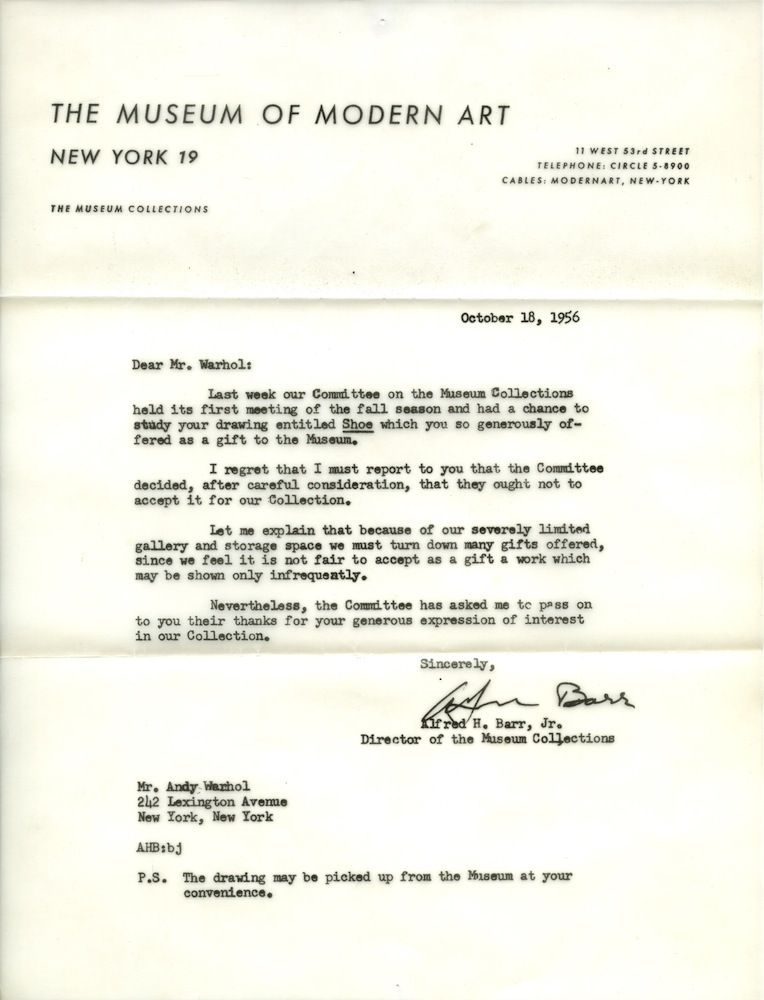 THE MUSEUM OF MODERN ART
NEW YORK 19
11 WEST 53rd STREET
TELEPHONE: CIRCLE 5-8900
CABLES: MODERNART, NEW-YORK
THE MUSEUM COLLECTIONS
October 18, 1956
Dear Mr. Warhol:
Last week our Committee on the Museum Collections
held its first meeting of the fall season and had a chance to
study your drawing entitled Shoe which you so generously of-
fered as a gift to the Museum.
I regret that I must report to you that the Committee
decided, after careful consideration, that they ought not to
accept it for our Collection.
Let me explain that because of our severely limited
gallery and storage space we must turn down many gifts offered,
since we feel it is not fair to accept as a gift a work which
may be shown only infrequently.
Nevertheless, the Committee has asked me to pass on
to you their thanks for your generous expression of interest
in our Collection.
Sincerely,
Alfred Barr
Alfred H. Barr, Jr.
Director of the Museum Collections
Mr. Andy Warhol
242 Lexington Avenue
New York, New York
AHB:bj
P.S. The drawing may be picked up from the Museum at your
convenience.